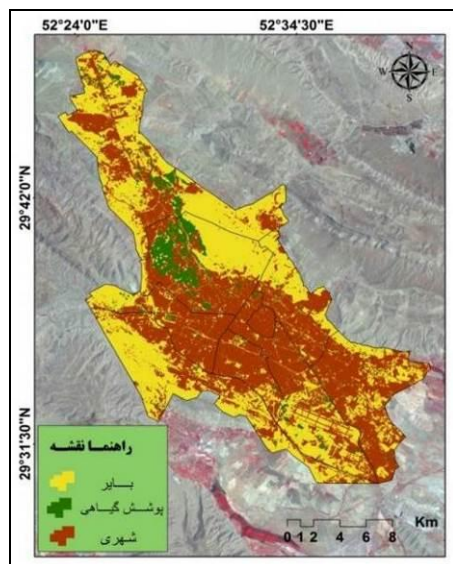 52°24'0"E
52°34'30"E
N
W
E
S
29°42'0"N
29°31'30"N
راهنما نقشه
بایر
پوشش گیاهی
شهری
Km
0 1 2 4 6 8